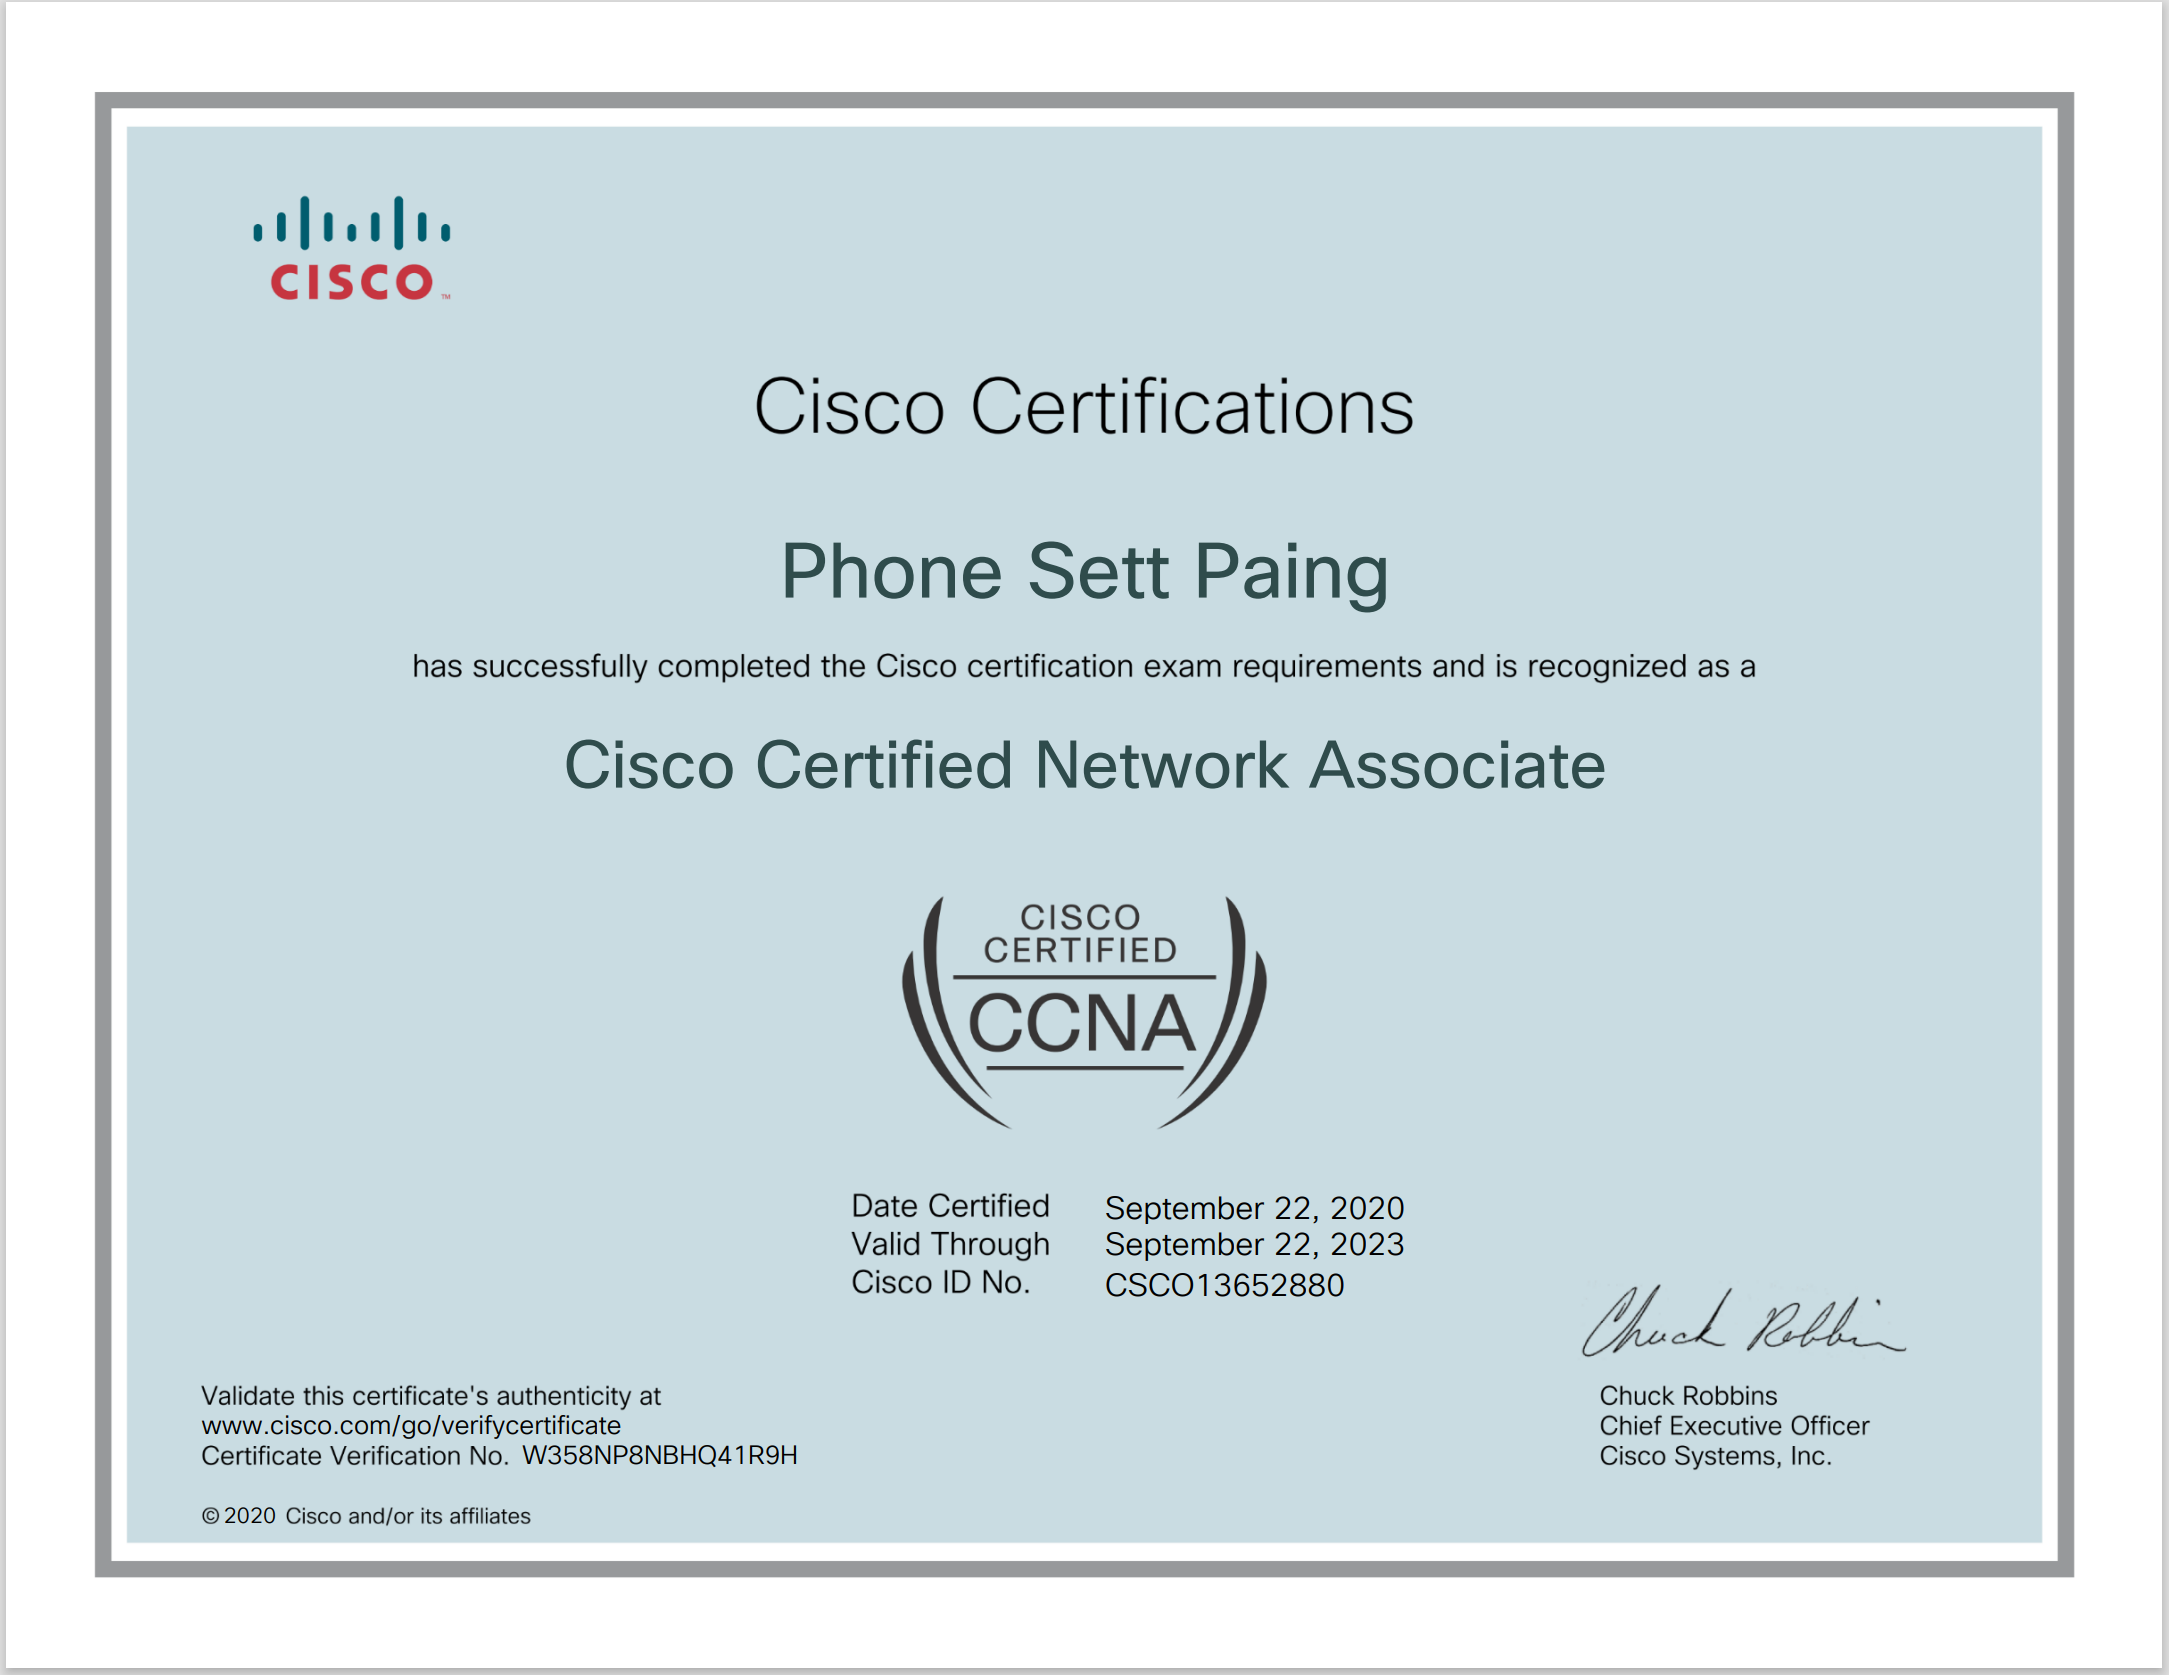 CISCO TM
Cisco Certifications
Phone Sett Paing
has successfully completed the Cisco certification exam requirements and is recognized as a
Cisco Certified Network Associate
CISCO
CERTIFIED
CCNA
Date Certified September 22, 2020
Valid Through September 22, 2023
Cisco ID No. CSCO13652880
Chuck Robbins
Validate this certificate's authenticity at
www.cisco.com/go/verifycertificate
Certificate Verification No. W358NP8NBHQ41R9H
© 2020 Cisco and/or its affiliates
Chuck Robbins
Chief Executive Officer
Cisco Systems, Inc.